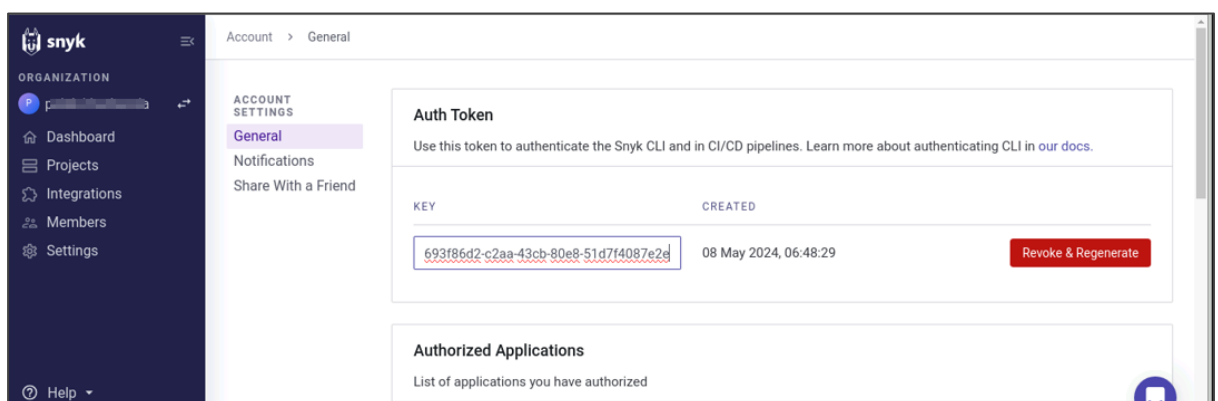 snyk
Account > General
ORGANIZATION
P
ACCOUNT
SETTINGS
General
Notifications
Share With a Friend
Dashboard
Projects
Integrations
Members
Settings
Help
Auth Token
Use this token to authenticate the Snyk CLI and in CI/CD pipelines. Learn more about authenticating CLI in our docs.
KEY CREATED
693f86d2-c2aa-43cb-80e8-51d7f4087e2e 08 May 2024, 06:48:29 Revoke & Regenerate
Authorized Applications
List of applications you have authorized